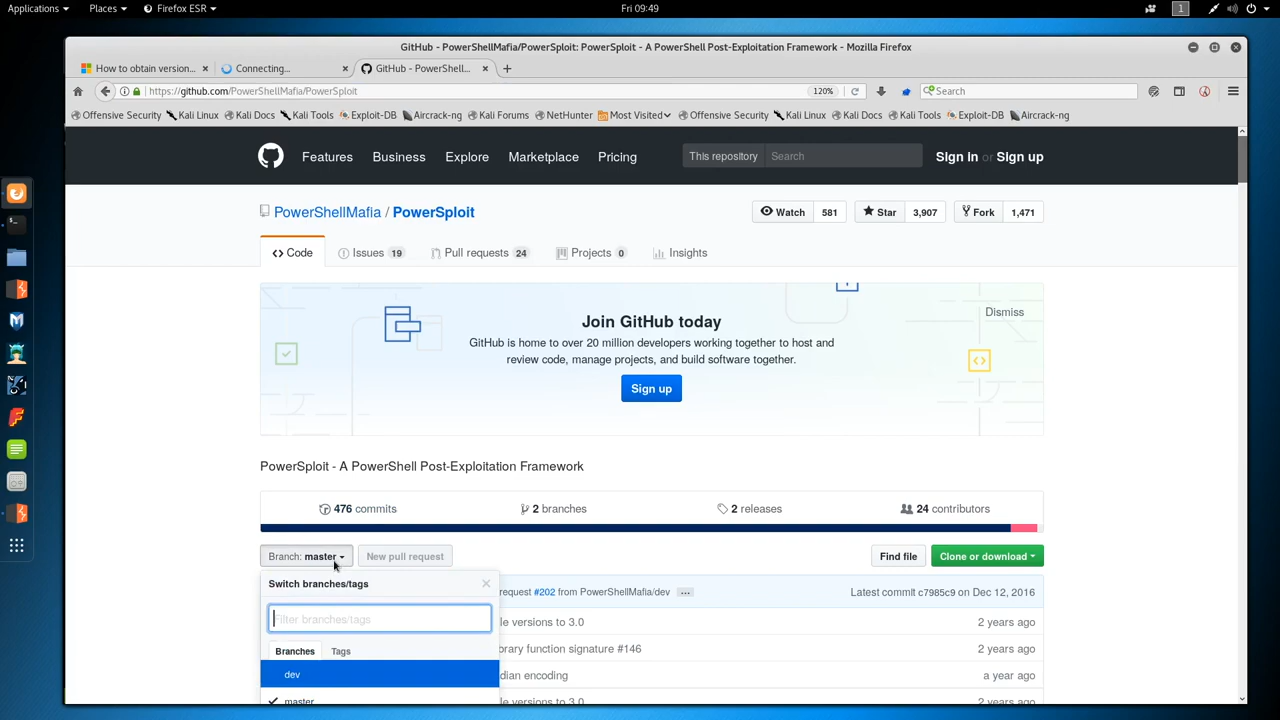 Applications Places Firefox ESR Fri 09:49 1
GitHub - PowerShellMafia/PowerSploit: PowerSploit - A PowerShell Post-Exploitation Framework - Mozilla Firefox
How to obtain version... × Connecting... × GitHub - PowerShell... × +
https://github.com/PowerShellMafia/PowerSploit 120% Search
Offensive Security Kali Linux Kali Docs Kali Tools Exploit-DB Aircrack-ng Kali Forums NetHunter Most Visited Offensive Security Kali Linux Kali Docs Kali Tools Exploit-DB Aircrack-ng
Features Business Explore Marketplace Pricing This repository Search Sign in or Sign up
PowerShellMafia / PowerSploit Watch 581 Star 3,907 Fork 1,471
Code Issues 19 Pull requests 24 Projects 0 Insights
Dismiss
Join GitHub today
GitHub is home to over 20 million developers working together to host and
review code, manage projects, and build software together.
Sign up
PowerSploit - A PowerShell Post-Exploitation Framework
476 commits 2 branches 2 releases 24 contributors
Branch: master New pull request Find file Clone or download
Switch branches/tags
request #202 from PowerShellMafia/dev ... Latest commit c7985c9 on Dec 12, 2016
Filter branches/tags
le versions to 3.0 2 years ago
Branches Tags
brary function signature #146 2 years ago
dev
dian encoding a year ago
master
le versions to 3.0 2 years ago